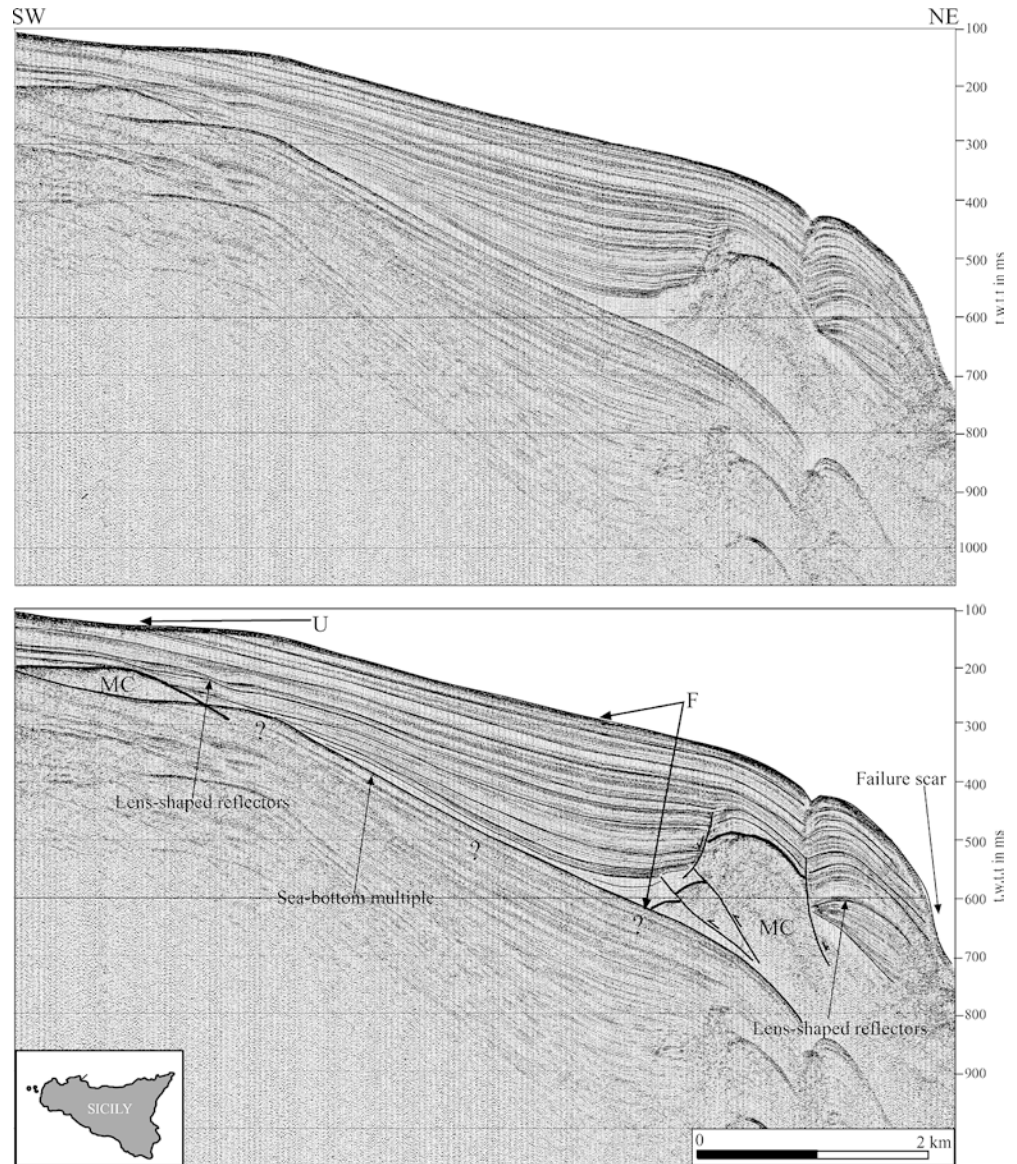 SW NE
100
200
300
400
500
600
700
800
900
1000
t w t t in ms
100
200
300
400
500
600
700
800
900
t.w.t.t in ms
U
MC
F
?
Failure scar
Lens-shaped reflectors
?
Sea-bottom multiple
?
MC
Lens-shaped reflectors
SICILY
0 2 km